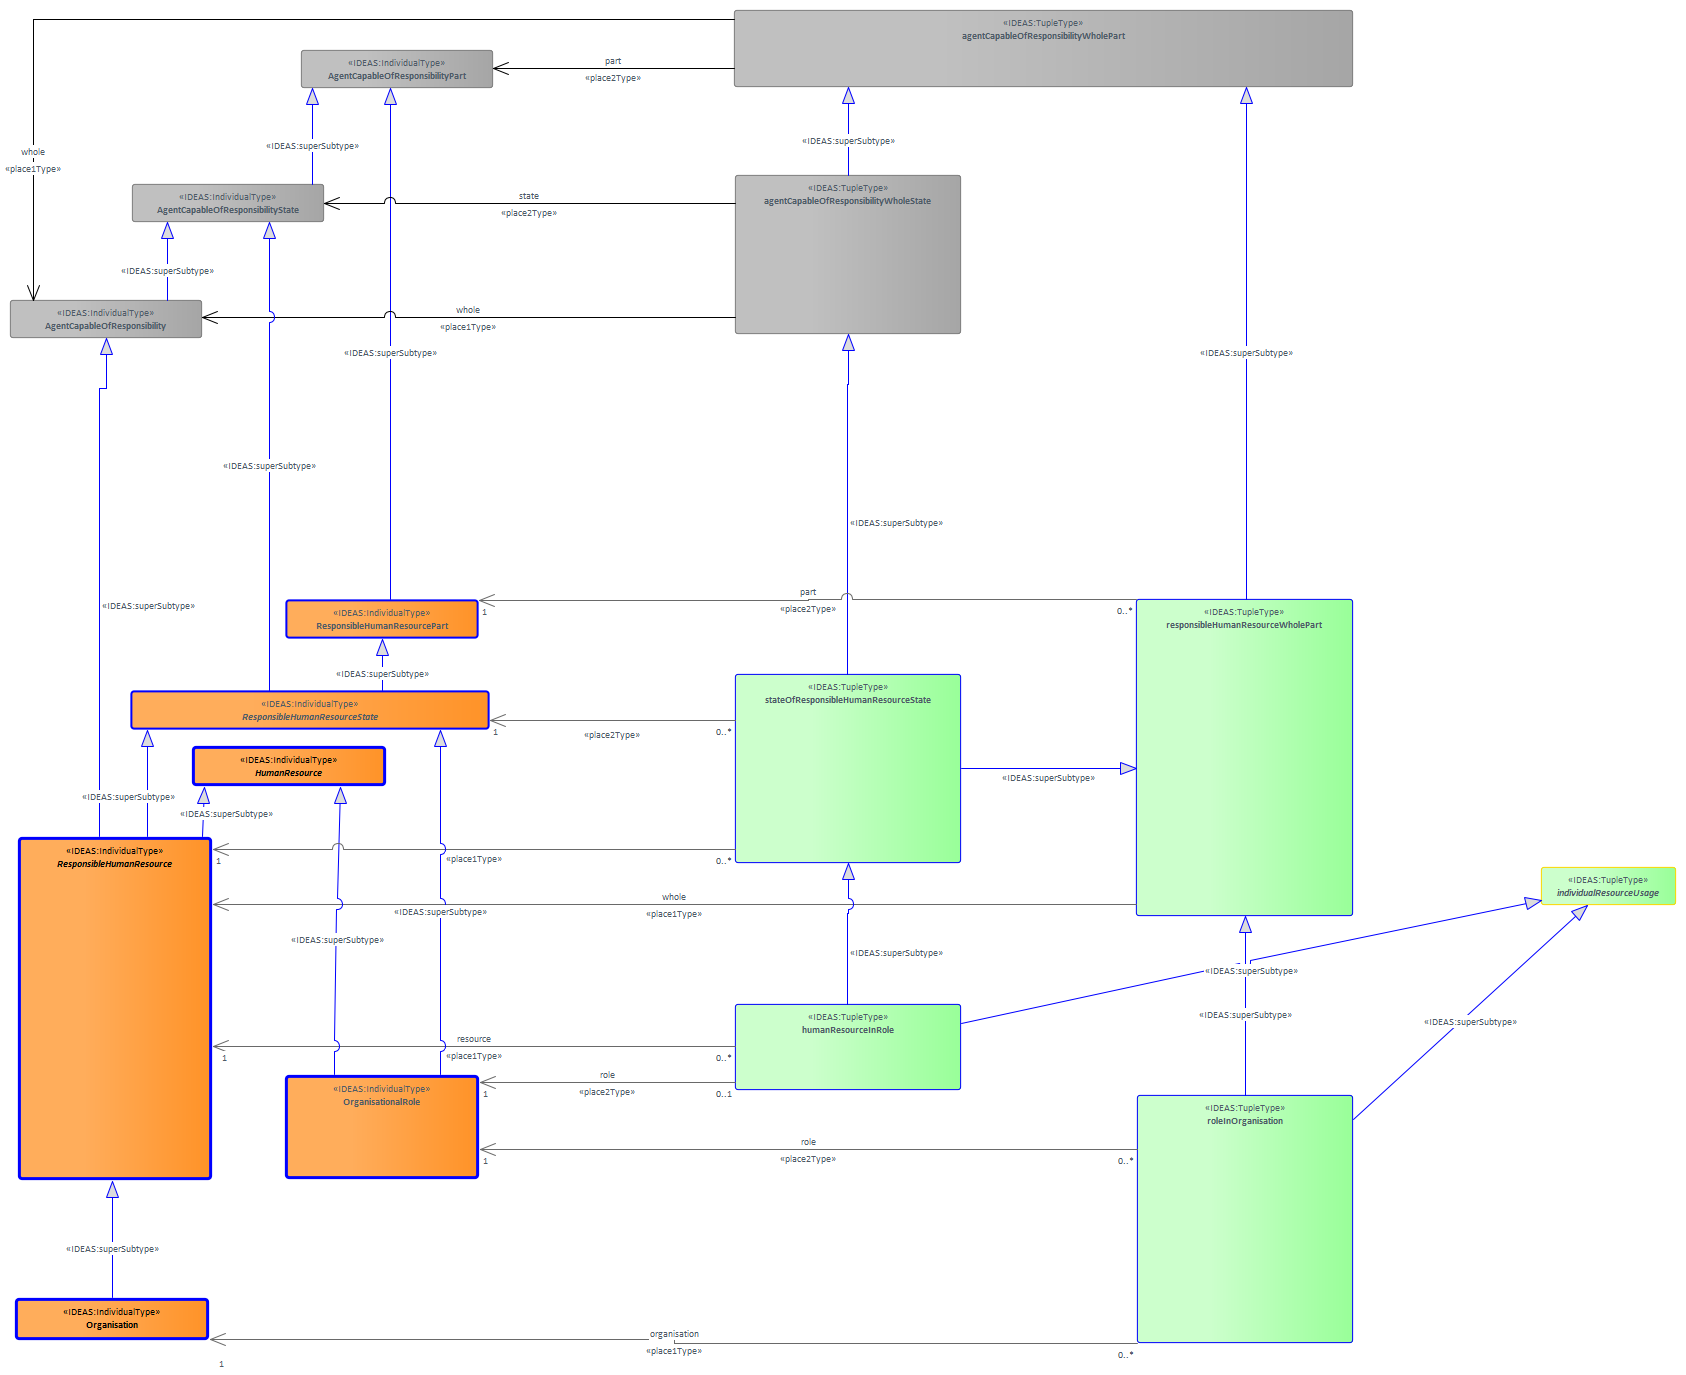 «IDEAS:TupleType»
agentCapableOfResponsibilityWholePart
«IDEAS:IndividualType»
AgentCapableOfResponsibilityPart
part
«place2Type»
whole
«place1Type»
«IDEAS:superSubtype»
«IDEAS:superSubtype»
«IDEAS:IndividualType»
AgentCapableOfResponsibilityState
state
«place2Type»
«IDEAS:TupleType»
agentCapableOfResponsibilityWholeState
«IDEAS:superSubtype»
«IDEAS:IndividualType»
AgentCapableOfResponsibility
whole
«place1Type»
«IDEAS:superSubtype»
«IDEAS:superSubtype»
«IDEAS:superSubtype»
«IDEAS:superSubtype»
«IDEAS:superSubtype»
«IDEAS:IndividualType»
ResponsibleHumanResourcePart
1
part
«place2Type»
0..*
«IDEAS:TupleType»
responsibleHumanResourceWholePart
«IDEAS:superSubtype»
«IDEAS:IndividualType»
ResponsibleHumanResourceState
1
«place2Type»
0..*
«IDEAS:TupleType»
stateOfResponsibleHumanResourceState
«IDEAS:IndividualType»
HumanResource
«IDEAS:superSubtype»
«IDEAS:superSubtype»
«IDEAS:superSubtype»
«IDEAS:IndividualType»
ResponsibleHumanResource
1
«place1Type»
0..*
«IDEAS:TupleType»
individualResourceUsage
whole
«place1Type»
«IDEAS:superSubtype»
«IDEAS:superSubtype»
«IDEAS:superSubtype»
«IDEAS:superSubtype»
«IDEAS:superSubtype»
«IDEAS:superSubtype»
«IDEAS:TupleType»
humanResourceInRole
resource
«place1Type»
1
0..*
role
«place2Type»
1
0..1
«IDEAS:IndividualType»
OrganisationalRole
«IDEAS:TupleType»
roleInOrganisation
role
«place2Type»
1
0..*
«IDEAS:superSubtype»
«IDEAS:IndividualType»
Organisation
organisation
«place1Type»
1
0..*